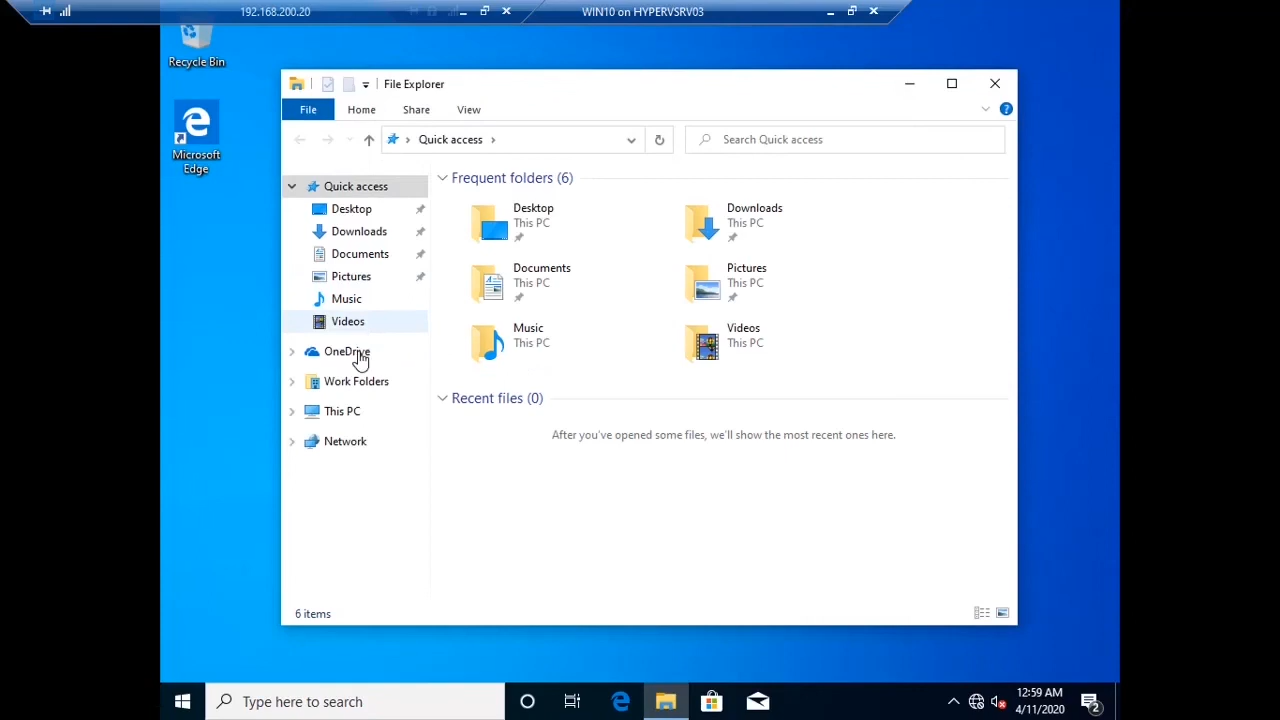 192.168.200.20
WIN10 on HYPERVSRV03
Recycle Bin
Microsoft
Edge
File Explorer
File
Home
Share
View
Quick access
Search Quick access
Quick access
Desktop
Downloads
Documents
Pictures
Music
Videos
OneDrive
Work Folders
This PC
Network
Frequent folders (6)
Desktop
This PC
Downloads
This PC
Documents
This PC
Pictures
This PC
Music
This PC
Videos
This PC
Recent files (0)
After you've opened some files, we'll show the most recent ones here.
6 items
Type here to search
12:59 AM
4/11/2020
2